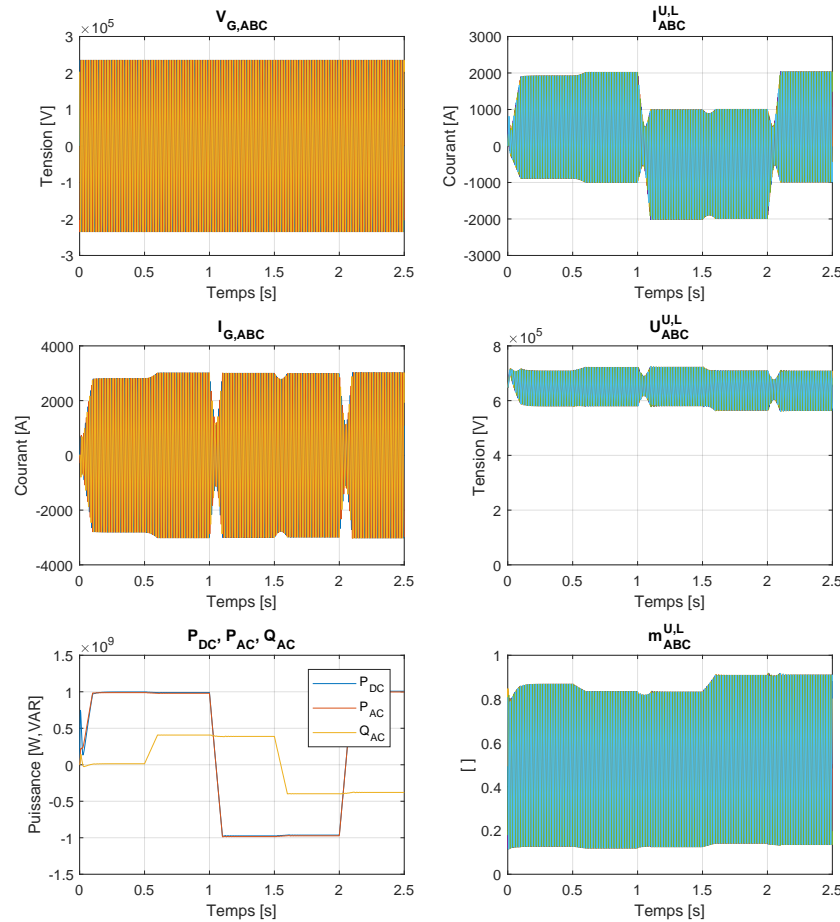 V_G,ABC
×10^5
3
2
1
0
-1
-2
-3
Tension [V]
0 0.5 1 1.5 2 2.5
Temps [s]
I_ABC^U,L
3000
2000
1000
0
-1000
-2000
-3000
Courant [A]
0 0.5 1 1.5 2 2.5
Temps [s]
I_G,ABC
4000
2000
0
-2000
-4000
Courant [A]
0 0.5 1 1.5 2 2.5
Temps [s]
U_ABC^U,L
×10^5
8
6
4
2
0
Tension [V]
0 0.5 1 1.5 2 2.5
Temps [s]
P_DC, P_AC, Q_AC
×10^9
1.5
1
0.5
0
-0.5
-1
-1.5
Puissance [W,VAR]
P_DC
P_AC
Q_AC
0 0.5 1 1.5 2 2.5
Temps [s]
m_ABC^U,L
1
0.8
0.6
0.4
0.2
0
[ ]
0 0.5 1 1.5 2 2.5
Temps [s]